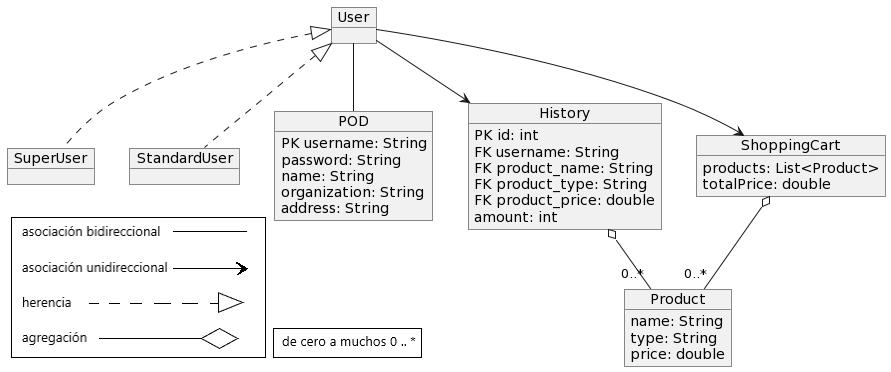 User
SuperUser
StandardUser
POD
PK username: String
password: String
name: String
organization: String
address: String
History
PK id: int
FK username: String
FK product_name: String
FK product_type: String
FK product_price: double
amount: int
ShoppingCart
products: List<Product>
totalPrice: double
0..*
0..*
Product
name: String
type: String
price: double
asociación bidireccional
asociación unidireccional
herencia
agregación
de cero a muchos 0 .. *